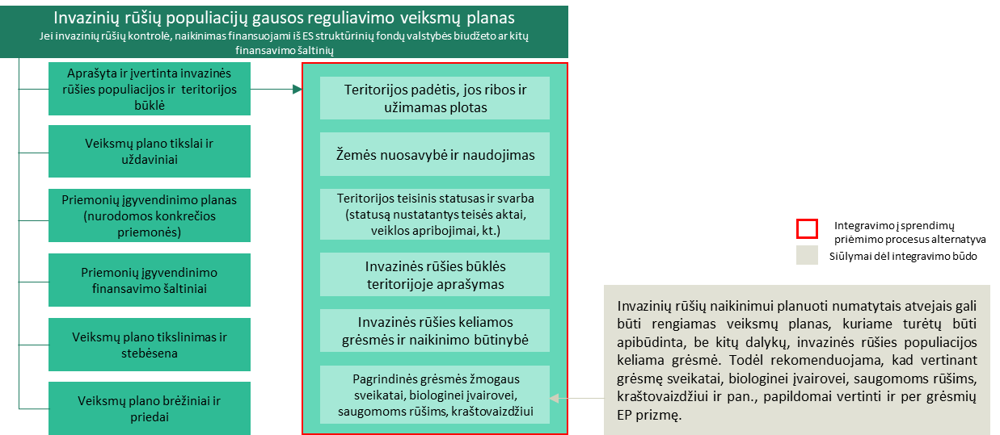 Invazinių rūšių populiacijų gausos reguliavimo veiksmų planas
Jei invazinių rūšių kontrolė, naikinimas finansuojami iš ES struktūrinių fondų valstybės biudžeto ar kitų
finansavimo šaltinių
Aprašyta ir įvertinta invazinės
rūšies populiacijos ir teritorijos
būklė
Veiksmų plano tikslai ir
uždaviniai
Priemonių įgyvendinimo planas
(nurodomos konkrečios
priemonės)
Priemonių įgyvendinimo
finansavimo šaltiniai
Veiksmų plano tikslinimas ir
stebėsena
Veiksmų plano brėžiniai ir
priedai
Teritorijos padėtis, jos ribos ir
užimamas plotas
Žemės nuosavybė ir naudojimas
Teritorijos teisinis statusas ir svarba
(statusą nustatantys teisės aktai,
veiklos apribojimai, kt.)
Invazinės rūšies būklės
teritorijoje aprašymas
Invazinės rūšies keliamos
grėsmės ir naikinimo būtinybė
Pagrindinės grėsmės žmogaus
sveikatai, biologinei įvairovei,
saugomoms rūšims, kraštovaizdžiui
Integravimo į sprendimų
priėmimo procesus alternatyva
Siūlymai dėl integravimo būdo
Invazinių rūšių naikinimui planuoti numatytais atvejais gali
būti rengiamas veiksmų planas, kuriame turėtų būti
apibūdinta, be kitų dalykų, invazinės rūšies populiacijos
keliama grėsmė. Todėl rekomenduojama, kad vertinant
grėsmę sveikatai, biologinei įvairovei, saugomoms rūšims,
kraštovaizdžiui ir pan., papildomai vertinti ir per grėsmių
EP prizmę.